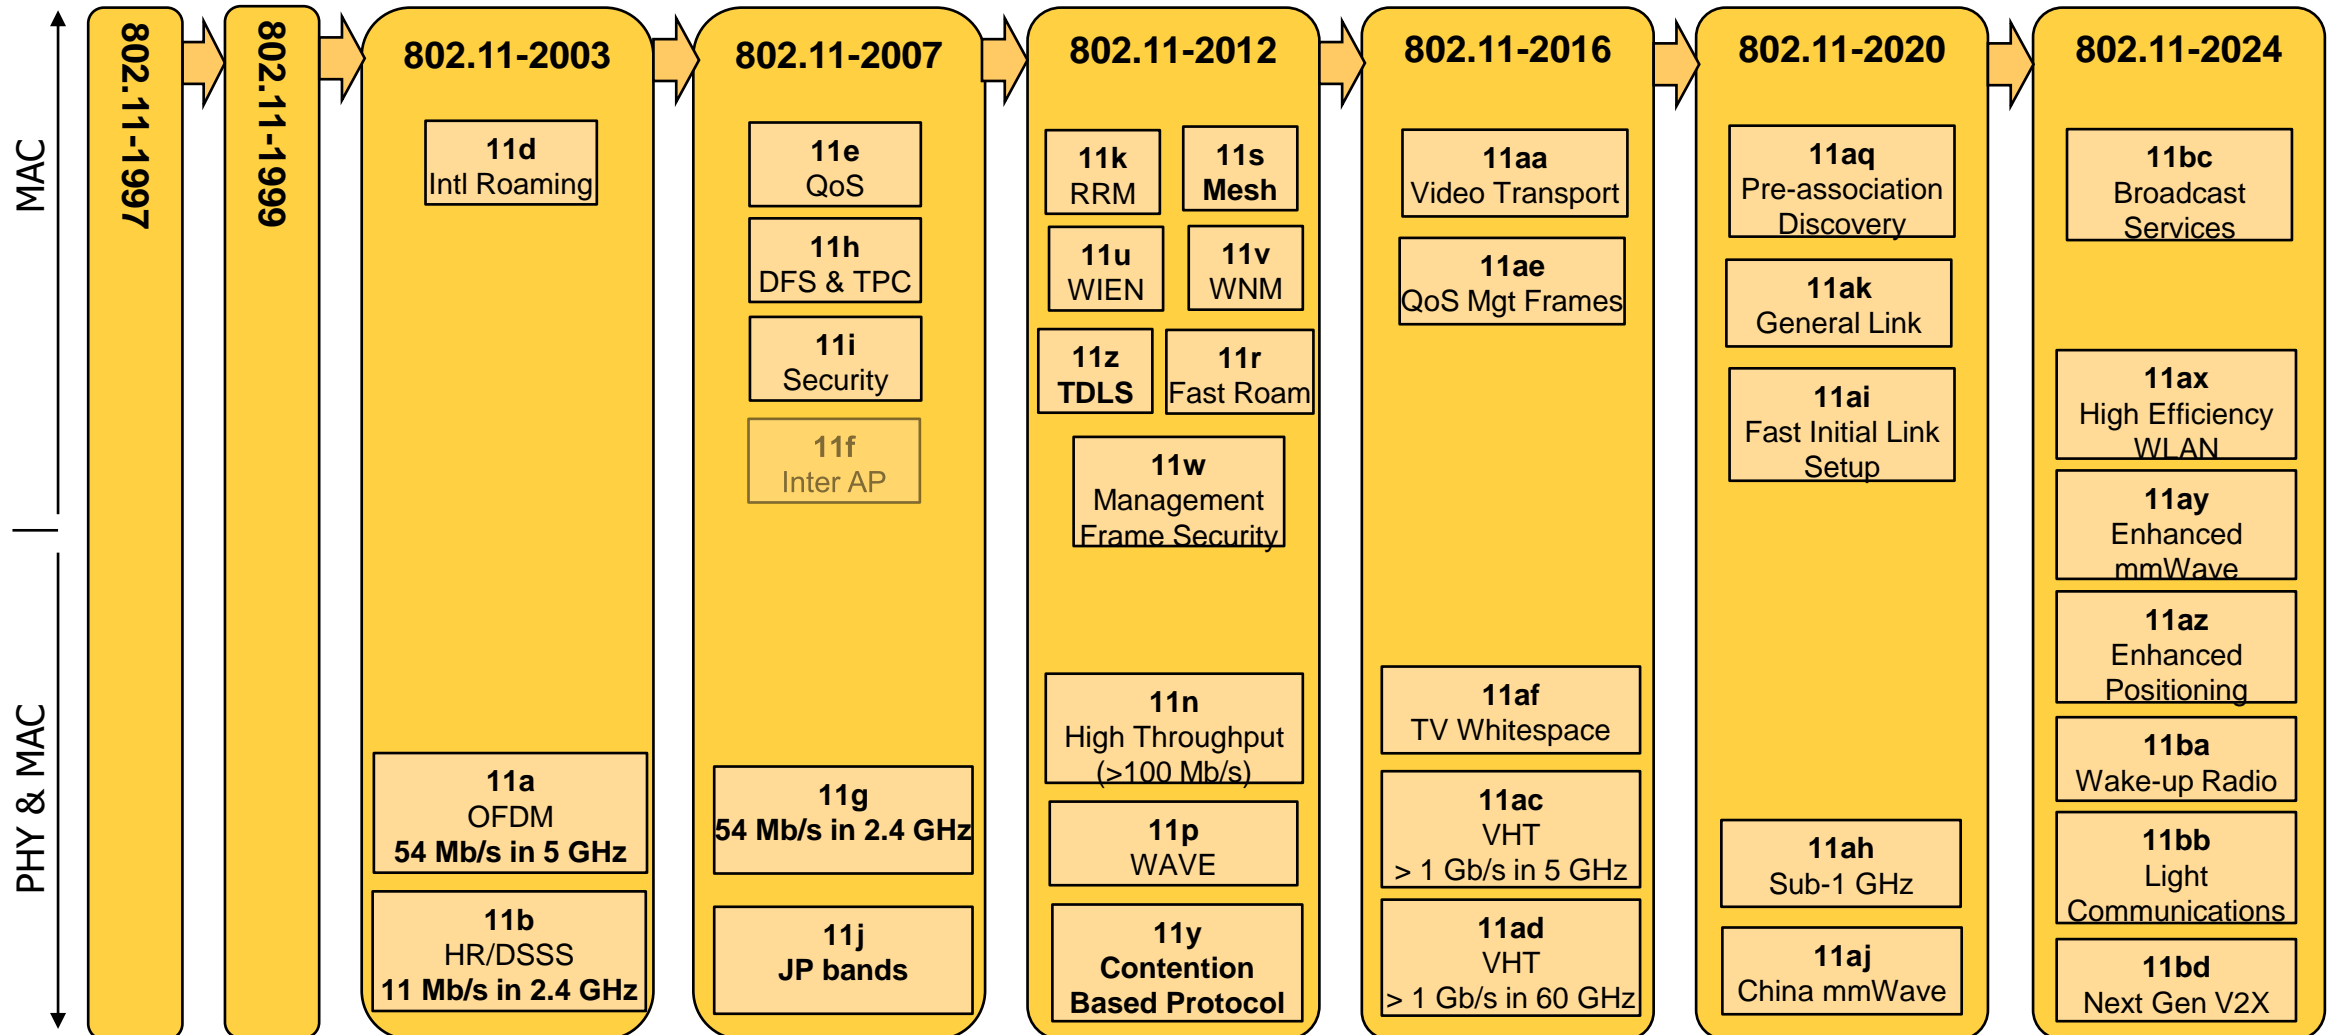 MAC
PHY & MAC
802.11-1997
802.11-1999
802.11-2003
11d
Intl Roaming
11a
OFDM
54 Mb/s in 5 GHz
11b
HR/DSSS
11 Mb/s in 2.4 GHz
802.11-2007
11e
QoS
11h
DFS & TPC
11i
Security
11f
Inter AP
11g
54 Mb/s in 2.4 GHz
11j
JP bands
802.11-2012
11k
RRM
11s
Mesh
11u
WIEN
11v
WNM
11z
TDLS
11r
Fast Roam
11w
Management
Frame Security
11n
High Throughput
(>100 Mb/s)
11p
WAVE
11y
Contention
Based Protocol
802.11-2016
11aa
Video Transport
11ae
QoS Mgt Frames
11af
TV Whitespace
11ac
VHT
> 1 Gb/s in 5 GHz
11ad
VHT
> 1 Gb/s in 60 GHz
802.11-2020
11aq
Pre-association
Discovery
11ak
General Link
11ai
Fast Initial Link
Setup
11ah
Sub-1 GHz
11aj
China mmWave
802.11-2024
11bc
Broadcast
Services
11ax
High Efficiency
WLAN
11ay
Enhanced
mmWave
11az
Enhanced
Positioning
11ba
Wake-up Radio
11bb
Light
Communications
11bd
Next Gen V2X